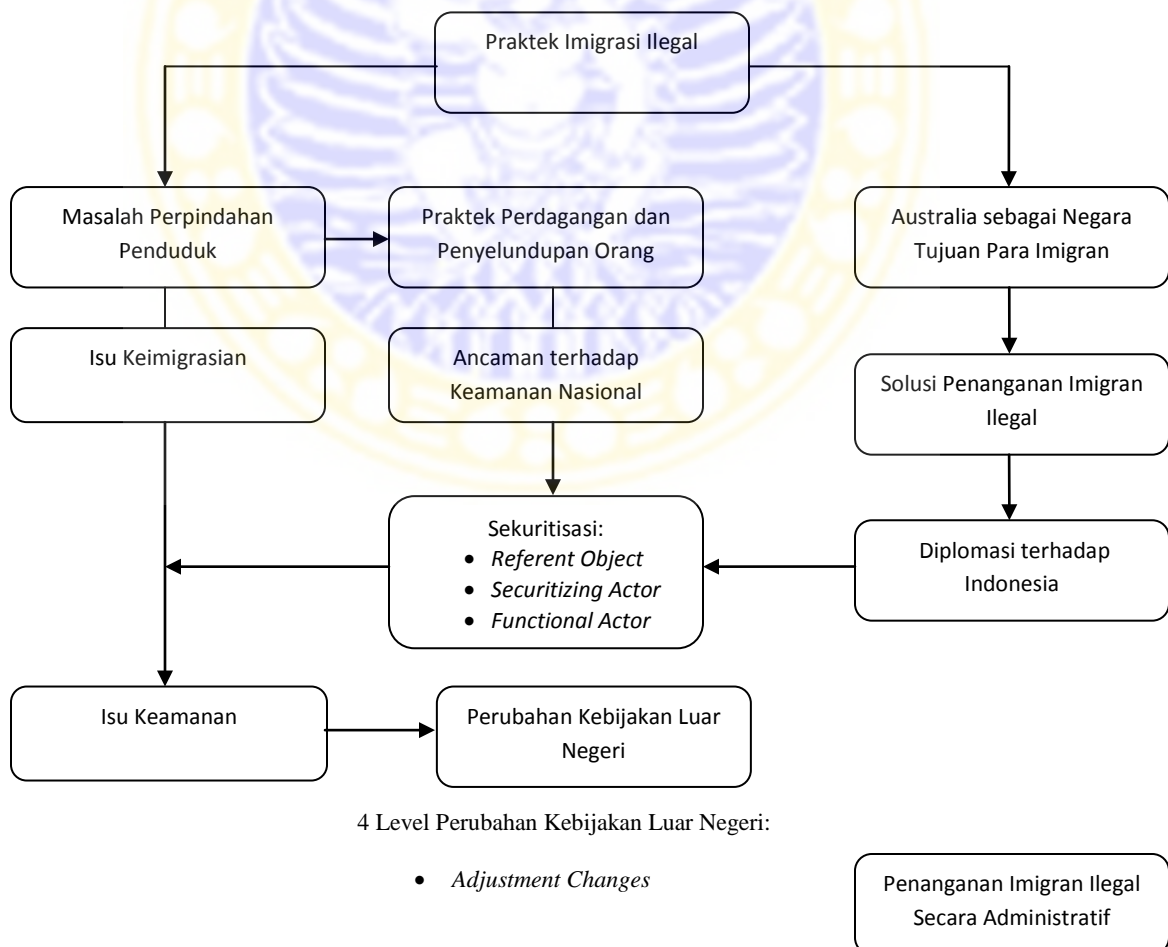 Praktek Imigrasi Ilegal
Masalah Perpindahan
Penduduk
Praktek Perdagangan dan
Penyelundupan Orang
Australia sebagai Negara
Tujuan Para Imigran
Isu Keimigrasian
Ancaman terhadap
Keamanan Nasional
Solusi Penanganan Imigran
Ilegal
Sekuritisasi:
• Referent Object
• Securitizing Actor
• Functional Actor
Diplomasi terhadap
Indonesia
Isu Keamanan
Perubahan Kebijakan Luar
Negeri
4 Level Perubahan Kebijakan Luar Negeri:
• Adjustment Changes
Penanganan Imigran Ilegal
Secara Administratif